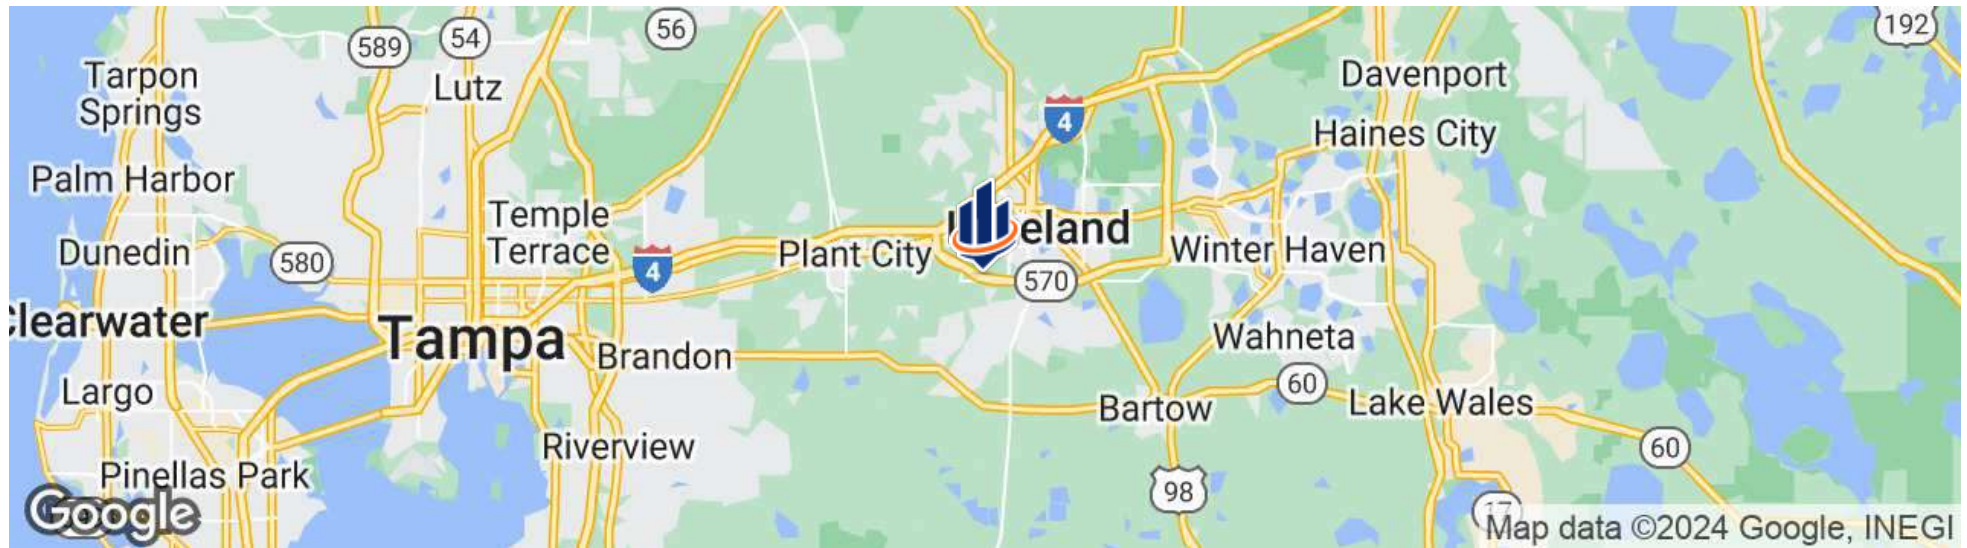 192
56
54
589
Tarpon
Springs
Lutz
Davenport
4
Haines City
Palm Harbor
Temple
Terrace
eland
Dunedin
580
4
Plant City
Winter Haven
570
Clearwater
Tampa
Brandon
Wahneta
60
Largo
Bartow
Lake Wales
Riverview
60
Pinellas Park
98
17
Google
Map data ©2024 Google, INEGI